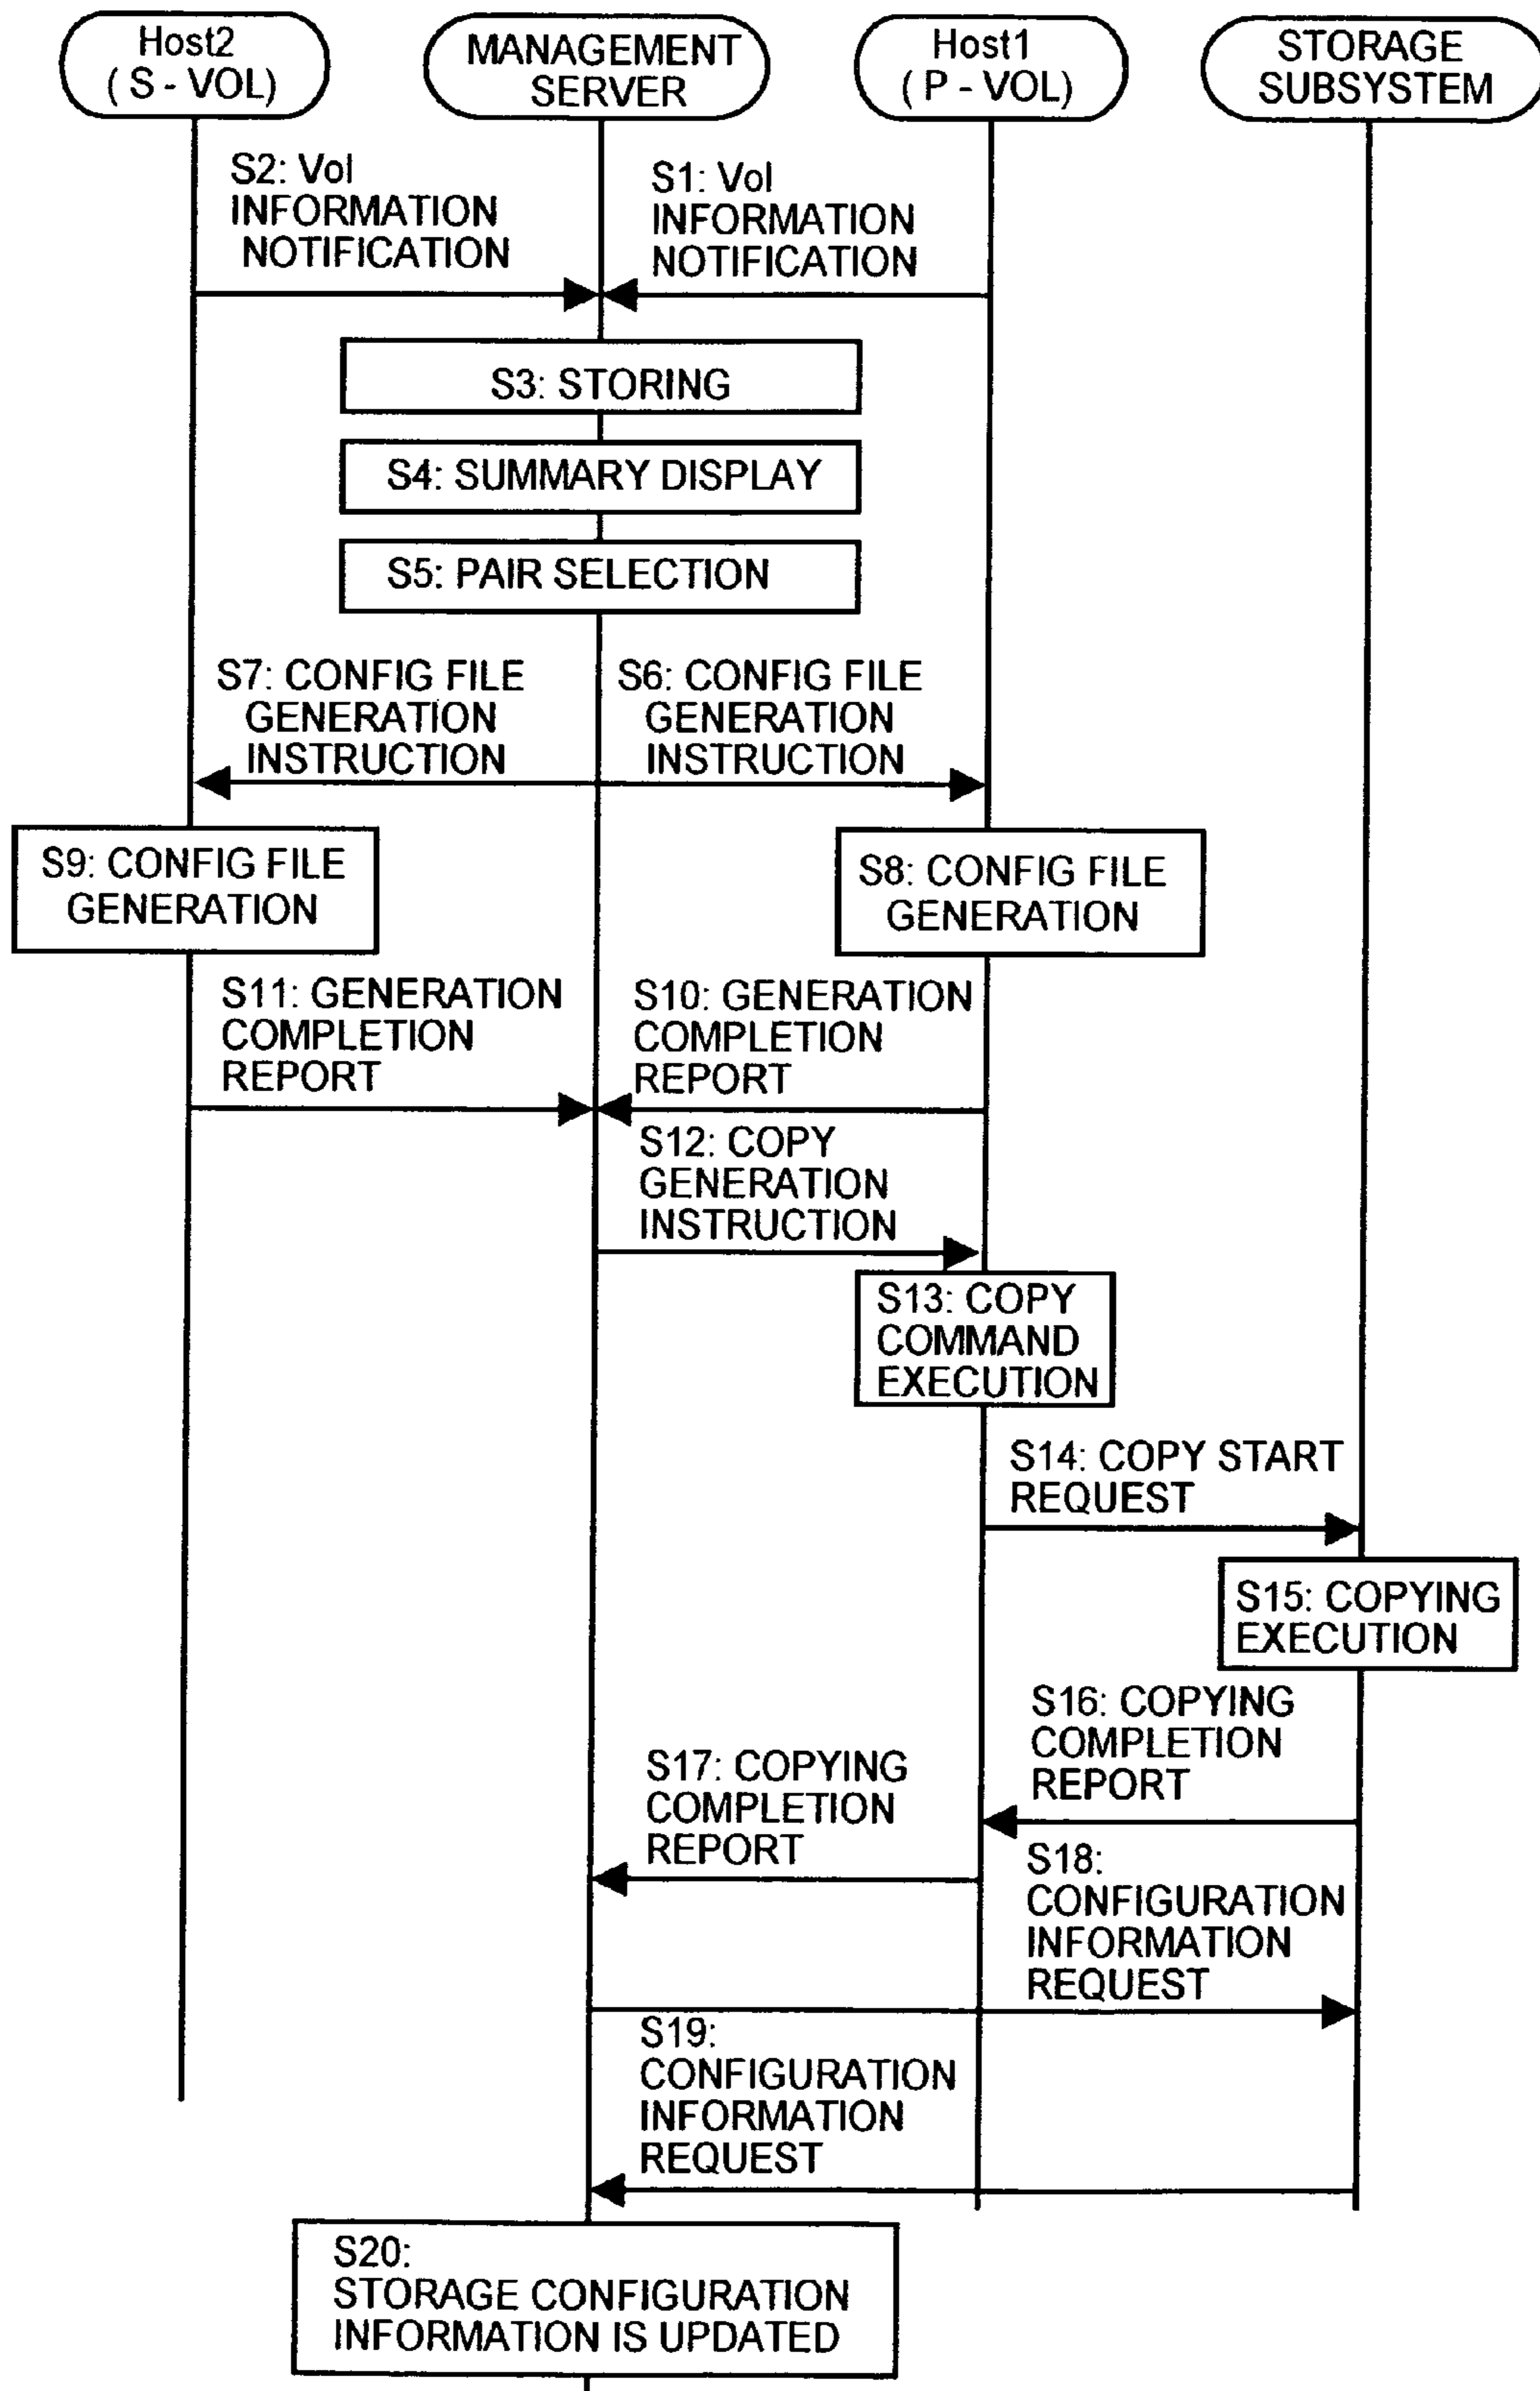 Host2
( S - VOL)
MANAGEMENT
SERVER
Host1
( P - VOL)
STORAGE
SUBSYSTEM
S2: Vol
INFORMATION
NOTIFICATION
S1: Vol
INFORMATION
NOTIFICATION
S3: STORING
S4: SUMMARY DISPLAY
S5: PAIR SELECTION
S7: CONFIG FILE
GENERATION
INSTRUCTION
S6: CONFIG FILE
GENERATION
INSTRUCTION
S9: CONFIG FILE
GENERATION
S8: CONFIG FILE
GENERATION
S11: GENERATION
COMPLETION
REPORT
S10: GENERATION
COMPLETION
REPORT
S12: COPY
GENERATION
INSTRUCTION
S13: COPY
COMMAND
EXECUTION
S14: COPY START
REQUEST
S15: COPYING
EXECUTION
S16: COPYING
COMPLETION
REPORT
S17: COPYING
COMPLETION
REPORT
S18:
CONFIGURATION
INFORMATION
REQUEST
S19:
CONFIGURATION
INFORMATION
REQUEST
S20:
STORAGE CONFIGURATION
INFORMATION IS UPDATED